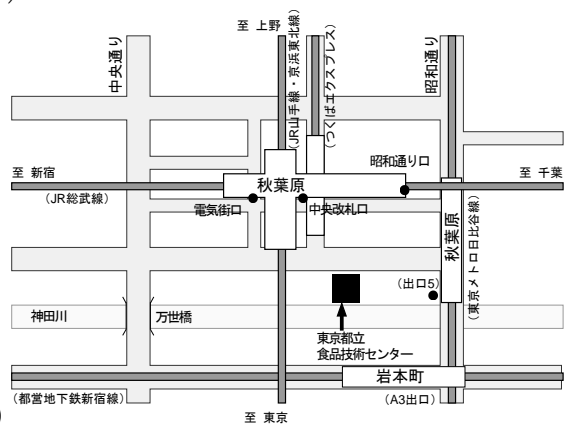 至 上野
中央通り
(JR山手線・京浜東北線)
(つくばエクスプレス)
昭和通り
昭和通り口
至 新宿
至 千葉
(JR総武線)
秋葉原
電気街口
中央改札口
秋葉原
(東京メトロ日比谷線)
(出口5)
神田川
万世橋
東京都立
食品技術センター
岩本町
(都営地下鉄新宿線)
(A3出口)
至 東京